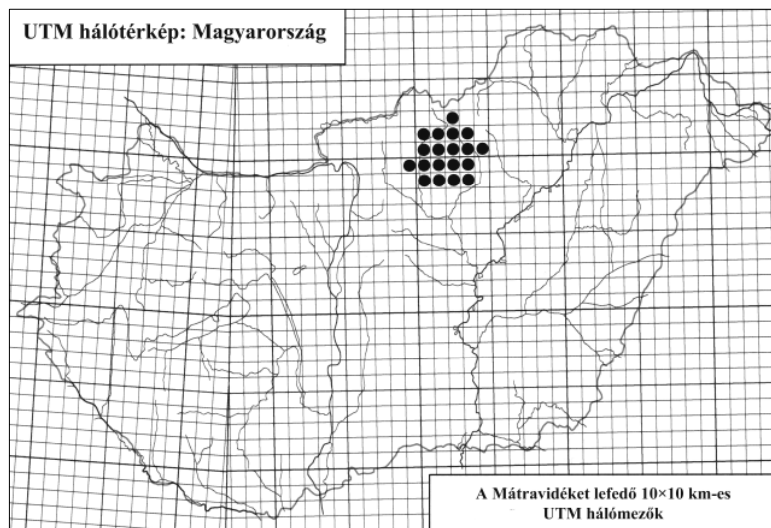 UTM hálótérkép: Magyarország
A Mátravidéket lefedő 10×10 km-es
UTM hálómezők